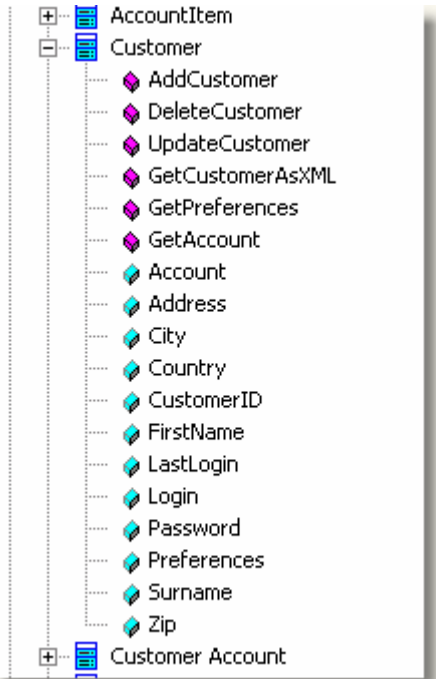 AccountItem
Customer
AddCustomer
DeleteCustomer
UpdateCustomer
GetCustomerAsXML
GetPreferences
GetAccount
Account
Address
City
Country
CustomerID
FirstName
LastLogin
Login
Password
Preferences
Surname
Zip
Customer Account